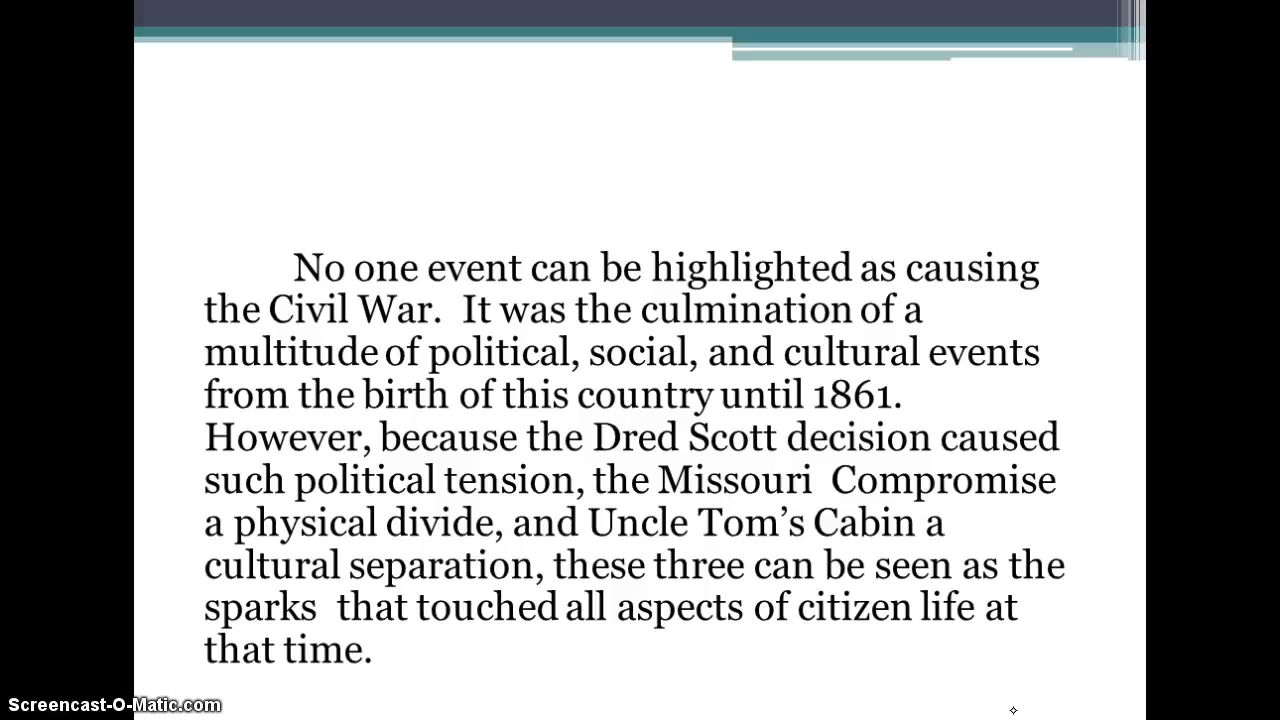 No one event can be highlighted as causing
the Civil War.  It was the culmination of a
multitude of political, social, and cultural events
from the birth of this country until 1861.
However, because the Dred Scott decision caused
such political tension, the Missouri  Compromise
a physical divide, and Uncle Tom’s Cabin a
cultural separation, these three can be seen as the
sparks  that touched all aspects of citizen life at
that time.
Screencast-O-Matic.com